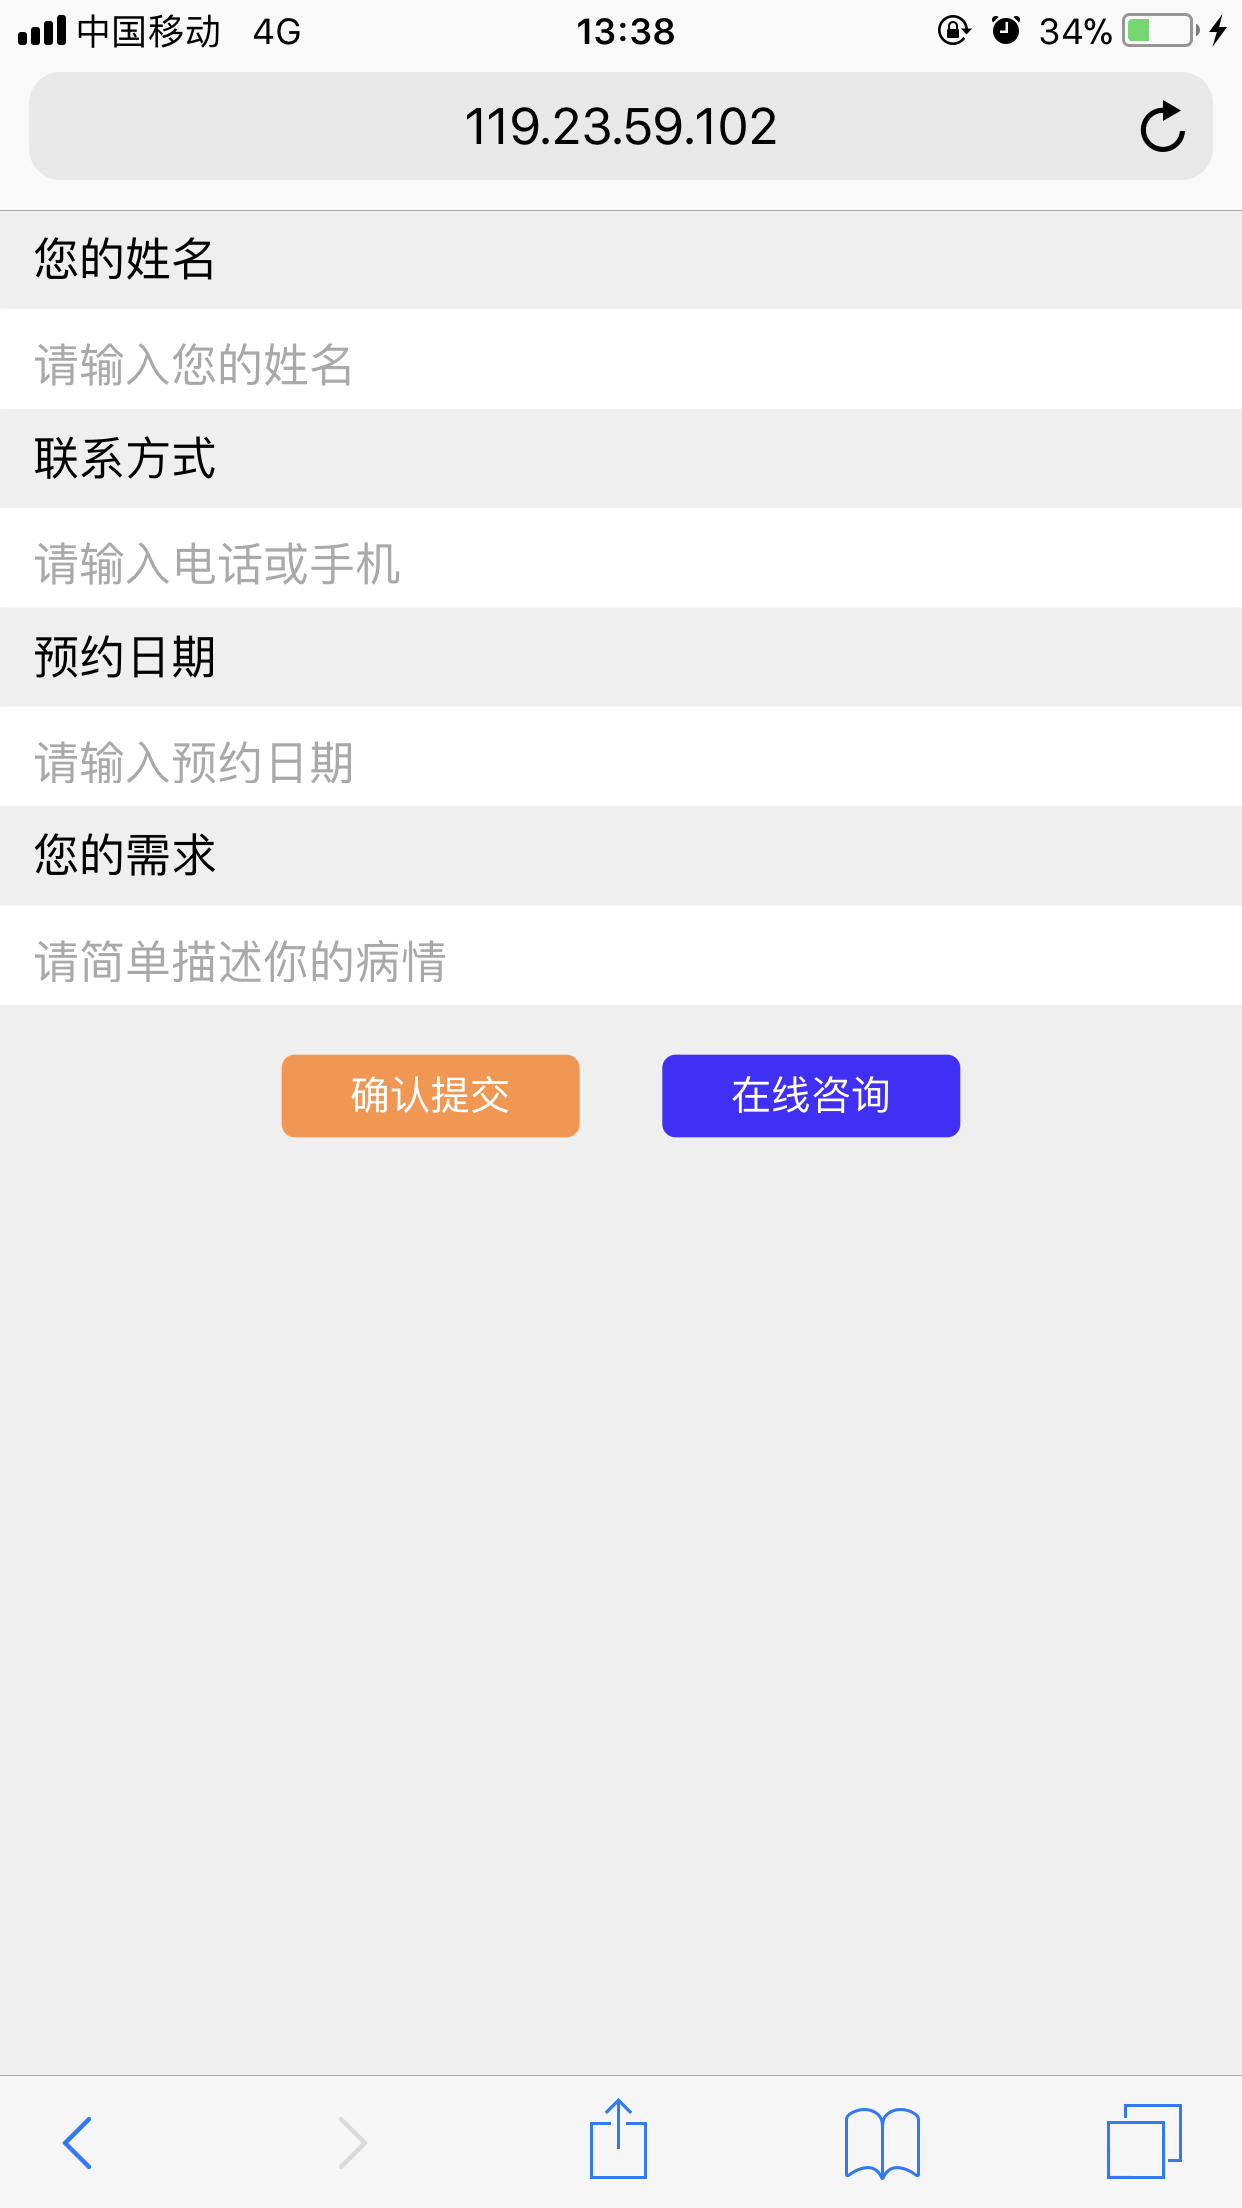 中国移动 4G 13:38 34%
119.23.59.102
您的姓名
请输入您的姓名
联系方式
请输入电话或手机
预约日期
请输入预约日期
您的需求
请简单描述你的病情
确认提交 在线咨询